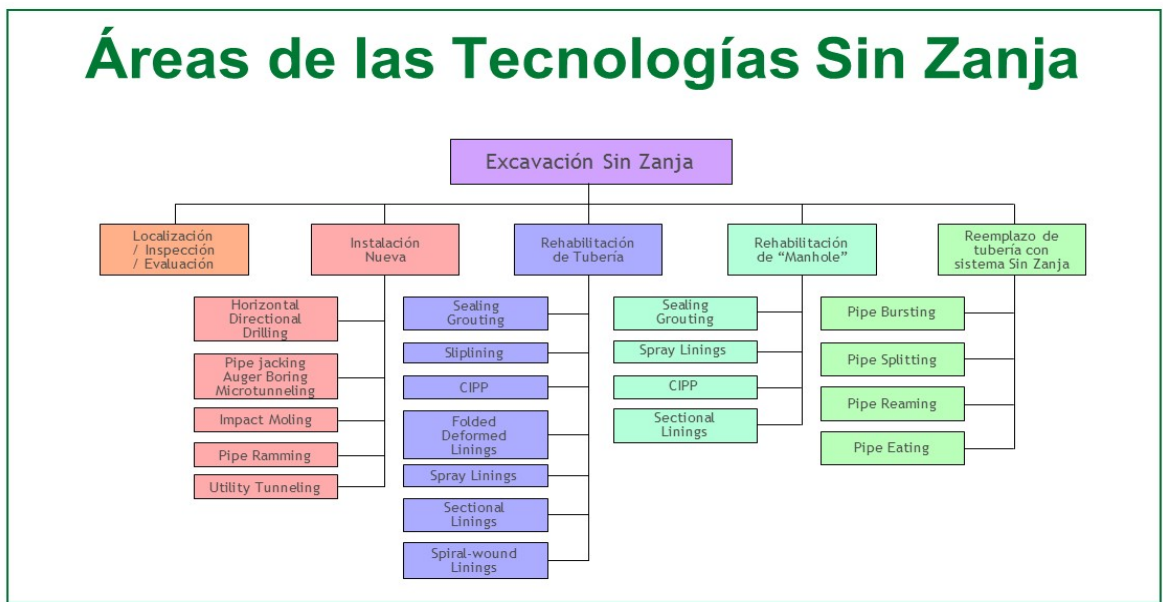 Áreas de las Tecnologías Sin Zanja
Excavación Sin Zanja
Localización
/ Inspección
/ Evaluación
Instalación
Nueva
Rehabilitación
de Tubería
Rehabilitación
de “Manhole”
Reemplazo de
tubería con
sistema Sin Zanja
Horizontal
Directional
Drilling
Pipe jacking
Auger Boring
Microtunneling
Impact Moling
Pipe Ramming
Utility Tunneling
Sealing
Grouting
Sliplining
CIPP
Folded
Deformed
Linings
Spray Linings
Sectional
Linings
Spiral-wound
Linings
Sealing
Grouting
Spray Linings
CIPP
Sectional
Linings
Pipe Bursting
Pipe Splitting
Pipe Reaming
Pipe Eating